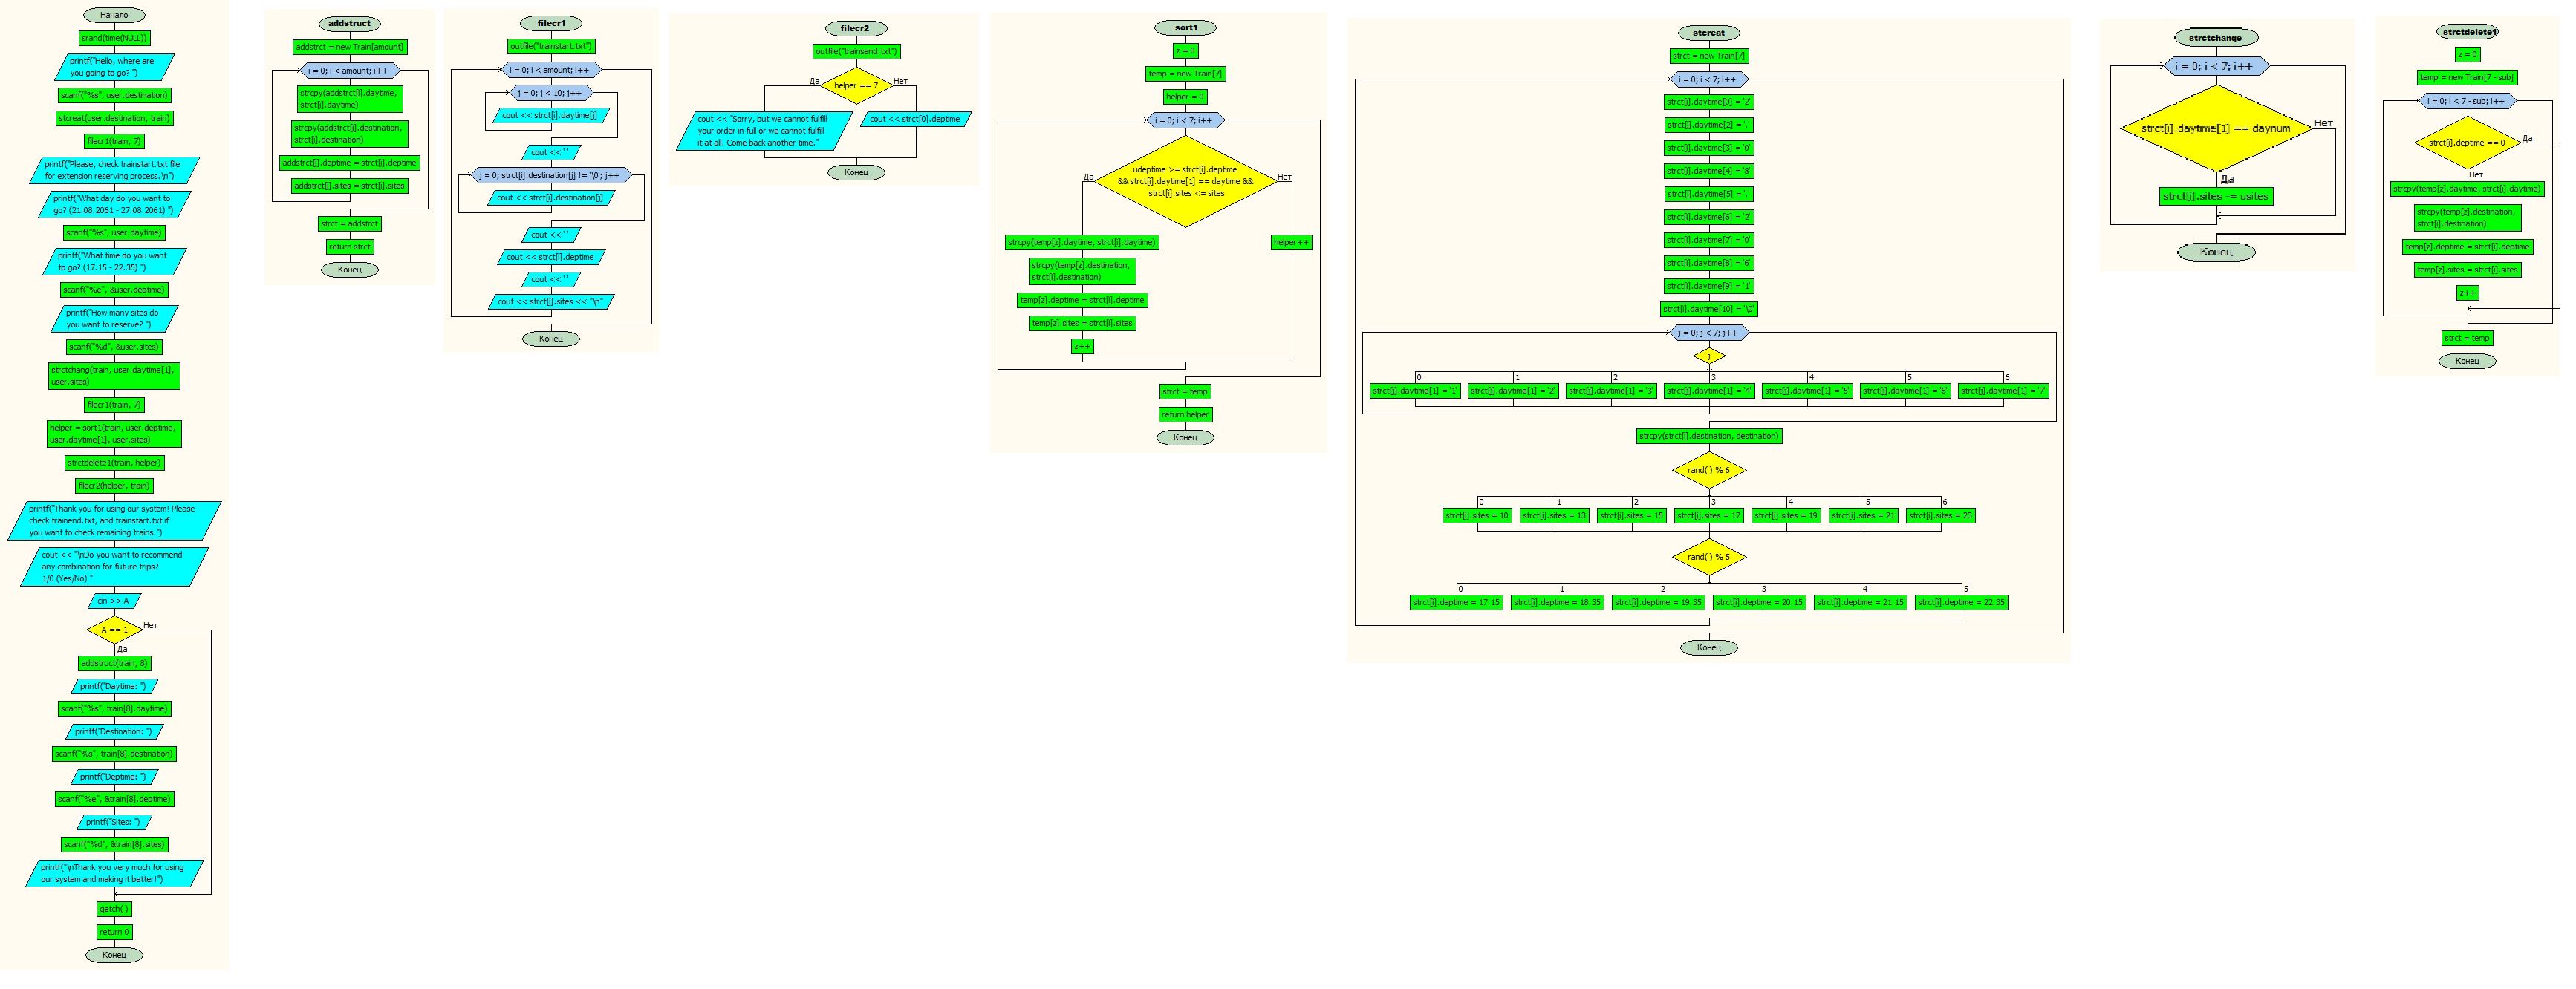 Начало
srand(time(NULL))
printf("Hello, where are
you going to go? ")
scanf("%s", user.destination)
stcreat(user.destination, train)
filecr1(train, 7)
printf("Please, check trainstart.txt file
for extension reserving process.\n")
printf("What day do you want to
go? (21.08.2061 - 27.08.2061) ")
scanf("%s", user.daytime)
printf("What time do you want
to go? (17.15 - 22.35) ")
scanf("%e", &user.deptime)
printf("How many sites do
you want to reserve? ")
scanf("%d", &user.sites)
strctchang(train, user.daytime[1],
user.sites)
filecr1(train, 7)
helper = sort1(train, user.deptime,
user.daytime[1], user.sites)
strctdelete1(train, helper)
filecr2(helper, train)
printf("Thank you for using our system! Please
check trainend.txt, and trainstart.txt if
you want to check remaining trains.")
cout << "\nDo you want to recommend
any combination for future trips?
1/0 (Yes/No) "
cin >> A
A == 1
Нет
Да
addstruct(train, 8)
printf("Daytime: ")
scanf("%s", train[8].daytime)
printf("Destination: ")
scanf("%s", train[8].destination)
printf("Deptime: ")
scanf("%e", &train[8].deptime)
printf("Sites: ")
scanf("%d", &train[8].sites)
printf("\nThank you very much for using
our system and making it better!")
getch( )
return 0
Конец
addstruct
addstrct = new Train[amount]
i = 0; i < amount; i++
strcpy(addstrct[i].daytime,
strct[i].daytime)
strcpy(addstrct[i].destination,
strct[i].destination)
addstrct[i].deptime = strct[i].deptime
addstrct[i].sites = strct[i].sites
strct = addstrct
return strct
Конец
filecr1
outfile("trainstart.txt")
i = 0; i < amount; i++
j = 0; j < 10; j++
cout << strct[i].daytime[j]
cout << ' '
j = 0; strct[i].destination[j] != '\0'; j++
cout << strct[i].destination[j]
cout << ' '
cout << strct[i].deptime
cout << ' '
cout << strct[i].sites << "\n"
Конец
filecr2
outfile("trainsend.txt")
helper == 7
Да
Нет
cout << "Sorry, but we cannot fulfill
your order in full or we cannot fulfill
it at all. Come back another time."
cout << strct[0].deptime
Конец
sort1
z = 0
temp = new Train[7]
helper = 0
i = 0; i < 7; i++
udeptime >= strct[i].deptime
&& strct[i].daytime[1] == daytime &&
strct[i].sites <= sites
Да
Нет
strcpy(temp[z].daytime, strct[i].daytime)
helper++
strcpy(temp[z].destination,
strct[i].destination)
temp[z].deptime = strct[i].deptime
temp[z].sites = strct[i].sites
z++
strct = temp
return helper
Конец
stcreat
strct = new Train[7]
i = 0; i < 7; i++
strct[i].daytime[0] = '2'
strct[i].daytime[2] = '.'
strct[i].daytime[3] = '0'
strct[i].daytime[4] = '8'
strct[i].daytime[5] = '.'
strct[i].daytime[6] = '2'
strct[i].daytime[7] = '0'
strct[i].daytime[8] = '6'
strct[i].daytime[9] = '1'
strct[i].daytime[10] = '\0'
j = 0; j < 7; j++
j
0 1 2 3 4 5 6
strct[j].daytime[1] = '1' strct[j].daytime[1] = '2' strct[j].daytime[1] = '3' strct[j].daytime[1] = '4' strct[j].daytime[1] = '5' strct[j].daytime[1] = '6' strct[j].daytime[1] = '7'
strcpy(strct[i].destination, destination)
rand( ) % 6
0 1 2 3 4 5 6
strct[i].sites = 10 strct[i].sites = 13 strct[i].sites = 15 strct[i].sites = 17 strct[i].sites = 19 strct[i].sites = 21 strct[i].sites = 23
rand( ) % 5
0 1 2 3 4 5
strct[i].deptime = 17.15 strct[i].deptime = 18.35 strct[i].deptime = 19.35 strct[i].deptime = 20.15 strct[i].deptime = 21.15 strct[i].deptime = 22.35
Конец
strctchange
i = 0; i < 7; i++
strct[i].daytime[1] == daynum
Нет
Да
strct[i].sites -= usites
Конец
strctdelete1
z = 0
temp = new Train[7 - sub]
i = 0; i < 7 - sub; i++
strct[i].deptime == 0
Да
Нет
strcpy(temp[z].daytime, strct[i].daytime)
strcpy(temp[z].destination,
strct[i].destination)
temp[z].deptime = strct[i].deptime
temp[z].sites = strct[i].sites
z++
strct = temp
Конец